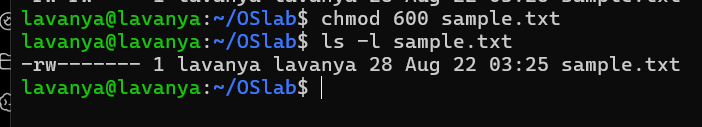 lavanya@lavanya:~/OSlab$ chmod 600 sample.txt
lavanya@lavanya:~/OSlab$ ls -l sample.txt
-rw------- 1 lavanya lavanya 28 Aug 22 03:25 sample.txt
lavanya@lavanya:~/OSlab$